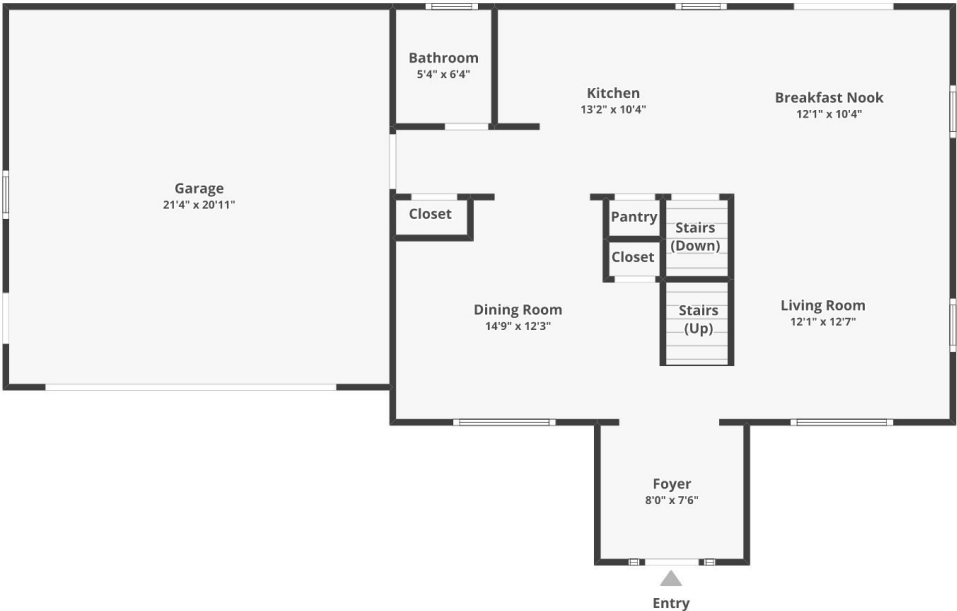 Bathroom
5'4" x 6'4"
Kitchen
13'2" x 10'4"
Breakfast Nook
12'1" x 10'4"
Garage
21'4" x 20'11"
Closet
Pantry
Stairs
(Down)
Closet
Dining Room
14'9" x 12'3"
Stairs
(Up)
Living Room
12'1" x 12'7"
Foyer
8'0" x 7'6"
Entry